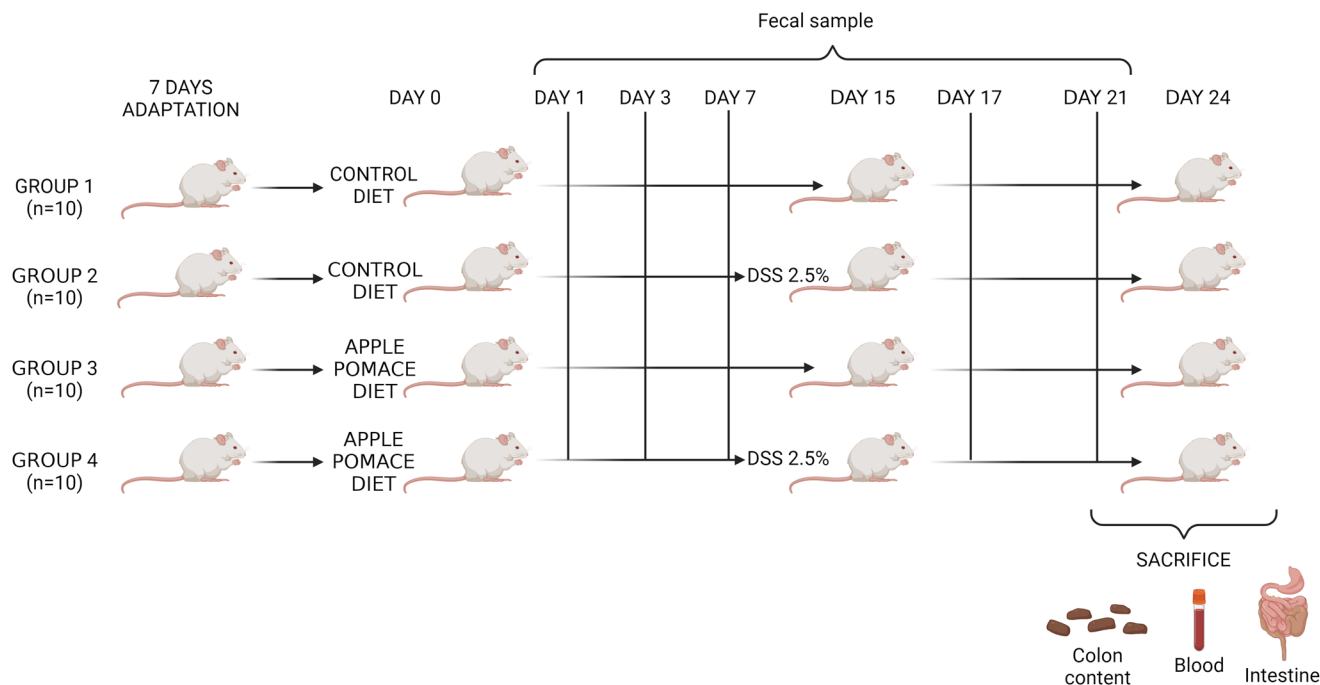 Fecal sample
7 DAYS
ADAPTATION
DAY 0
DAY 1
DAY 3
DAY 7
DAY 15
DAY 17
DAY 21
DAY 24
GROUP 1
(n=10)
CONTROL
DIET
GROUP 2
(n=10)
CONTROL
DIET
DSS 2.5%
GROUP 3
(n=10)
APPLE
POMACE
DIET
GROUP 4
(n=10)
APPLE
POMACE
DIET
DSS 2.5%
SACRIFICE
Colon
content
Blood
Intestine